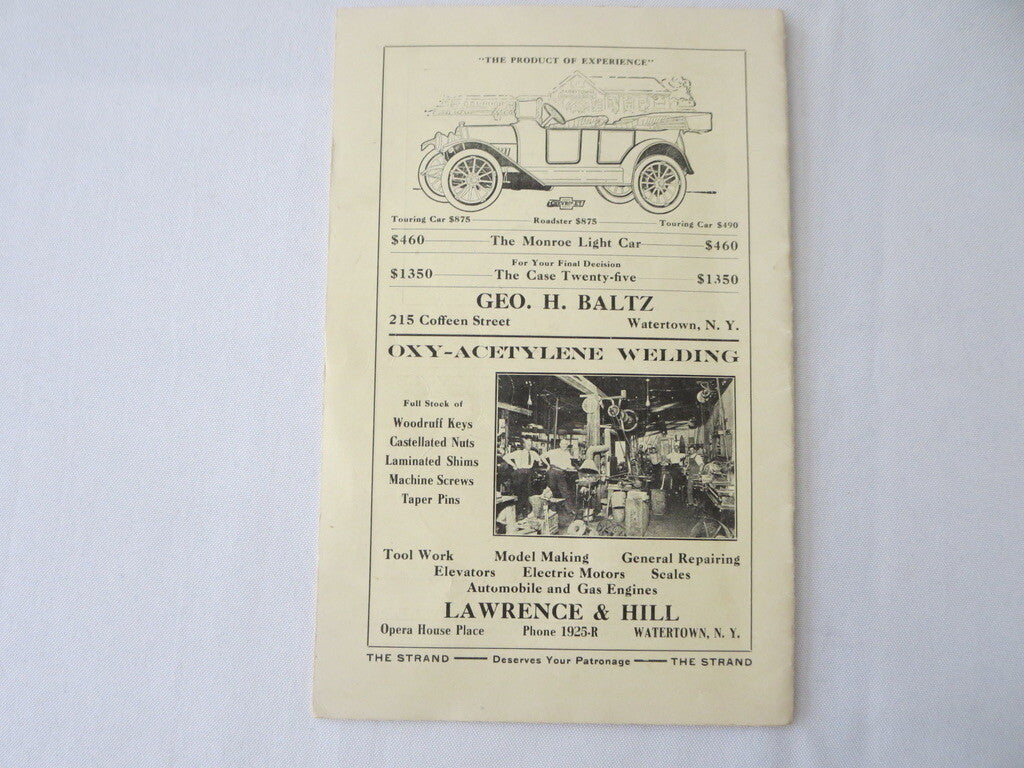 "THE PRODUCT OF EXPERIENCE"
CHEVROLET
Touring Car $875 Roadster $875 Touring Car $490
$460 The Monroe Light Car $460
For Your Final Decision
$1350 The Case Twenty-five $1350
GEO. H. BALTZ
215 Coffeen Street Watertown, N. Y.
OXY-ACETYLENE WELDING
Full Stock of
Woodruff Keys
Castellated Nuts
Laminated Shims
Machine Screws
Taper Pins
Tool Work Model Making General Repairing
Elevators Electric Motors Scales
Automobile and Gas Engines
LAWRENCE & HILL
Opera House Place Phone 1925-R WATERTOWN, N. Y.
THE STRAND — Deserves Your Patronage — THE STRAND